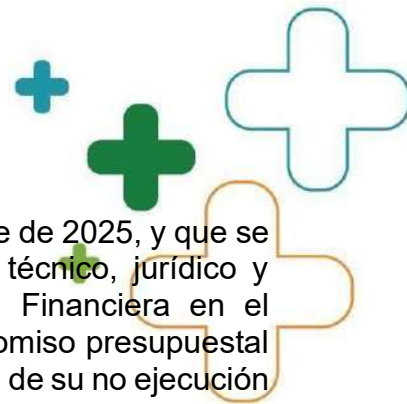 e de 2025, y que se
técnico, jurídico y
Financiera en el
omiso presupuestal
de su no ejecución